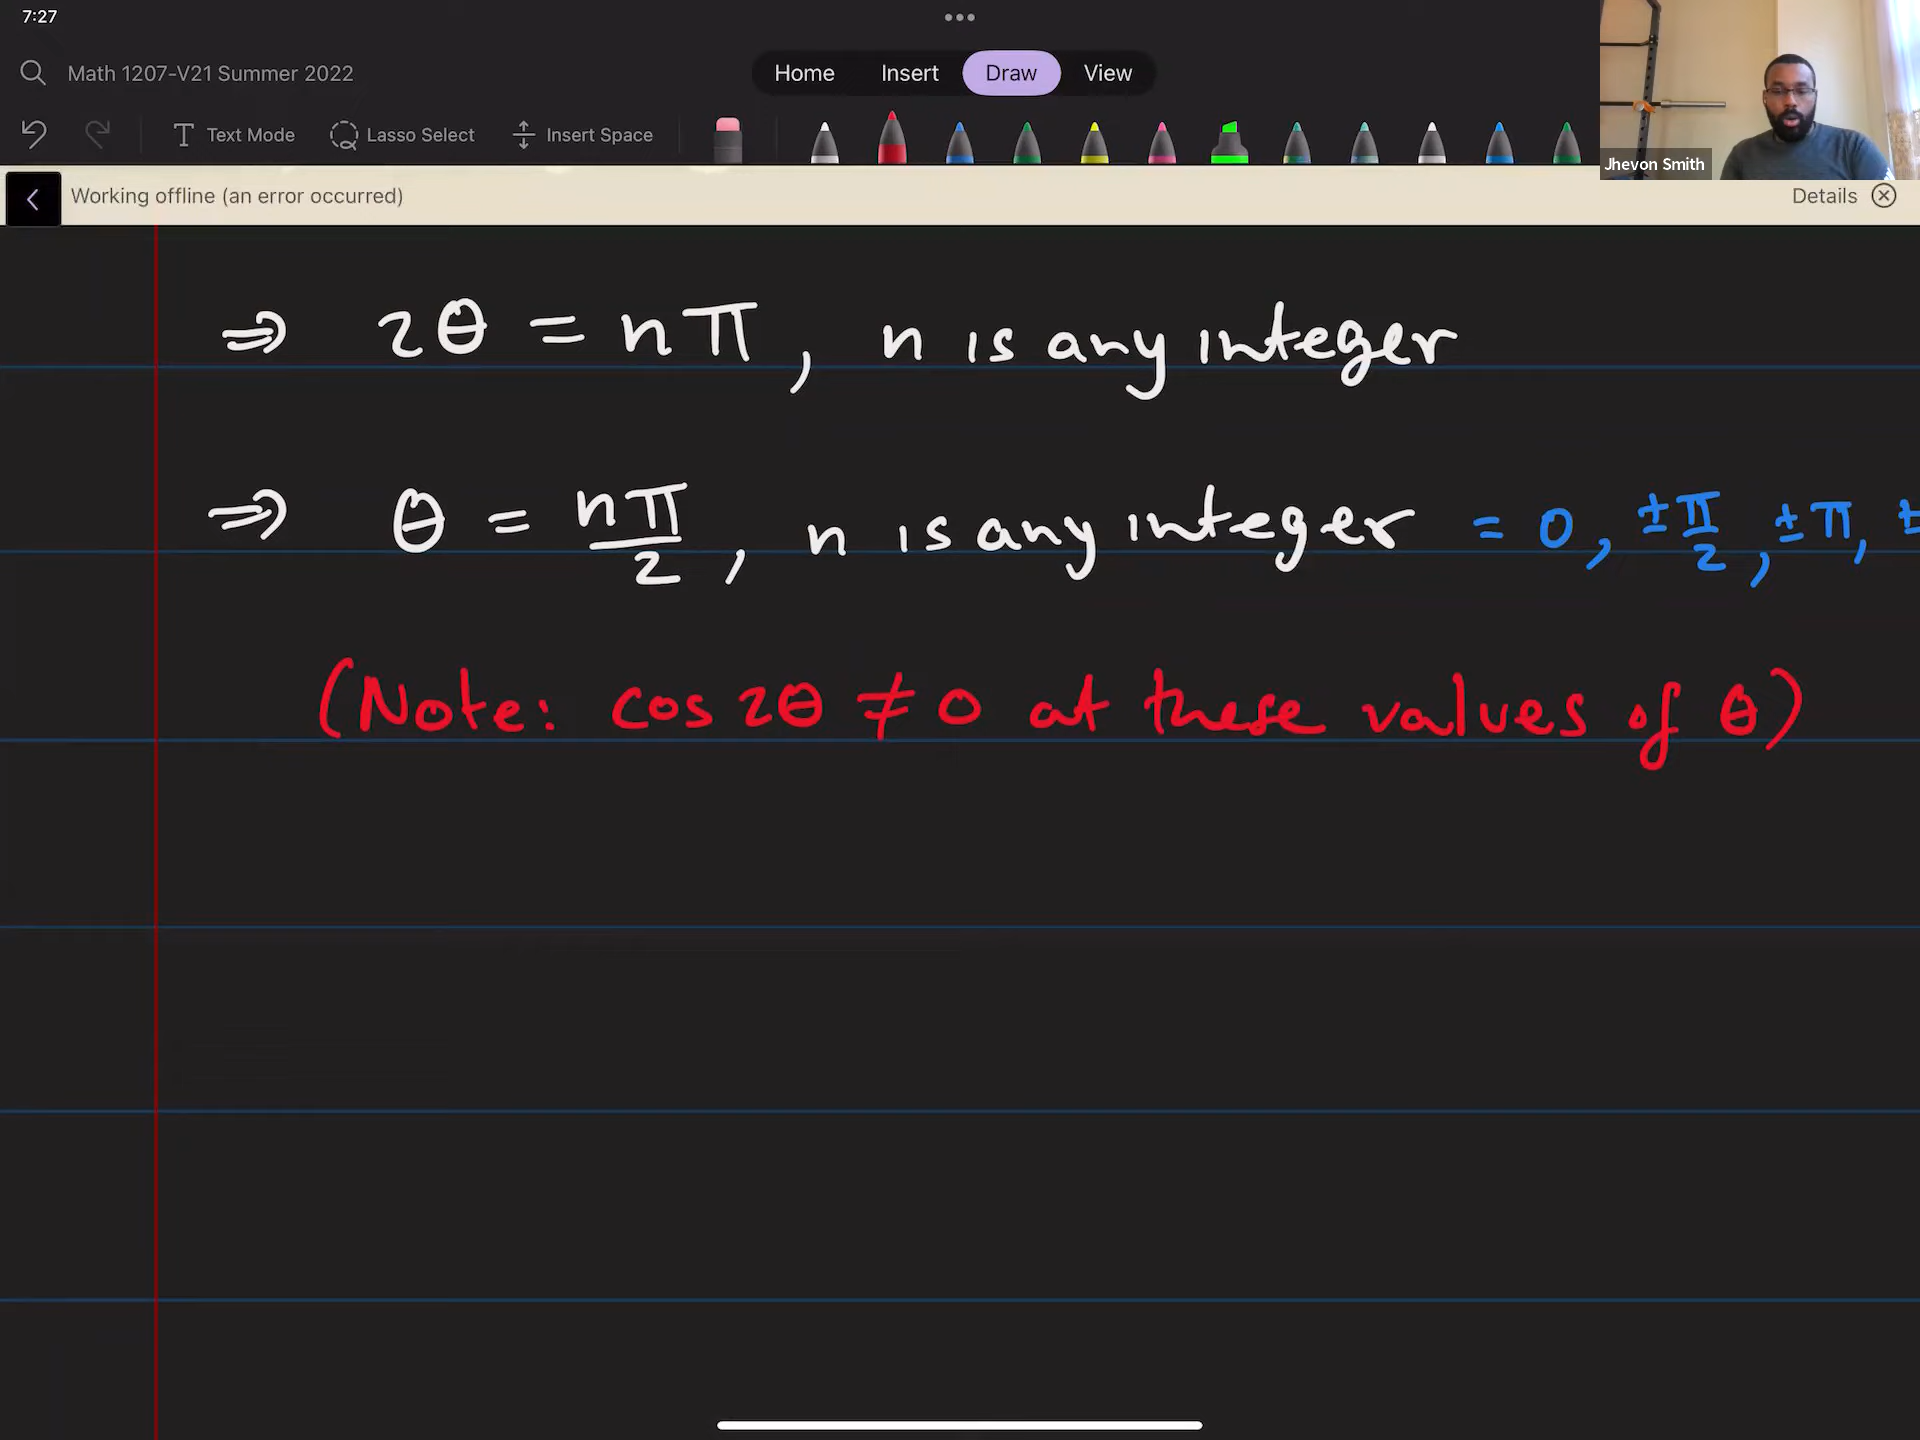 7:27
Math 1207-V21 Summer 2022
Home Insert Draw View
Text Mode Lasso Select Insert Space
Jhevon Smith
Working offline (an error occurred) Details
⇒ 2θ = nπ, n is any integer
⇒ θ = nπ/2, n is any integer = 0, ±π/2, ±π, ±
(Note: cos 2θ ≠ 0 at these values of θ)